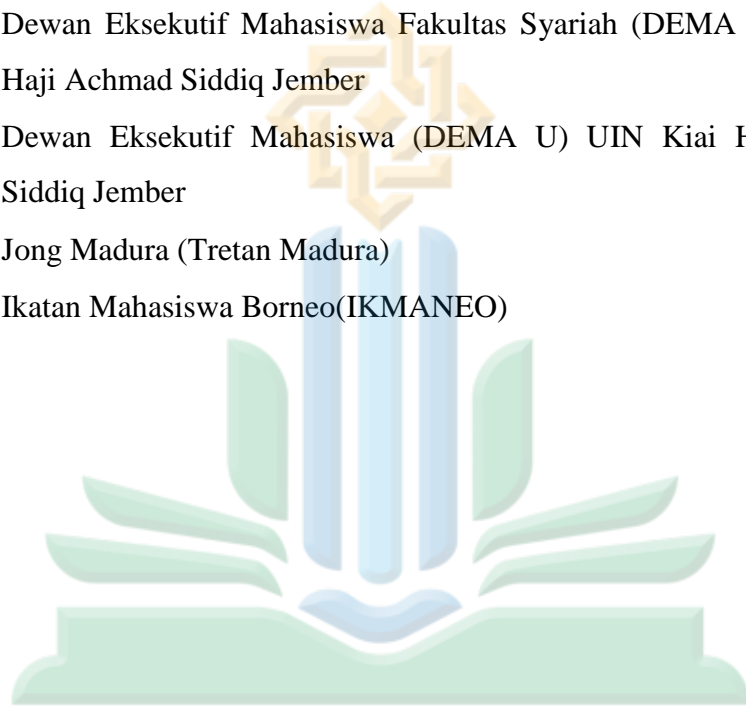 Dewan Eksekutif Mahasiswa Fakultas Syariah (DEMA
Haji Achmad Siddiq Jember
Dewan Eksekutif Mahasiswa (DEMA U) UIN Kiai
Siddiq Jember
Jong Madura (Tretan Madura)
Ikatan Mahasiswa Borneo(IKMANEO)